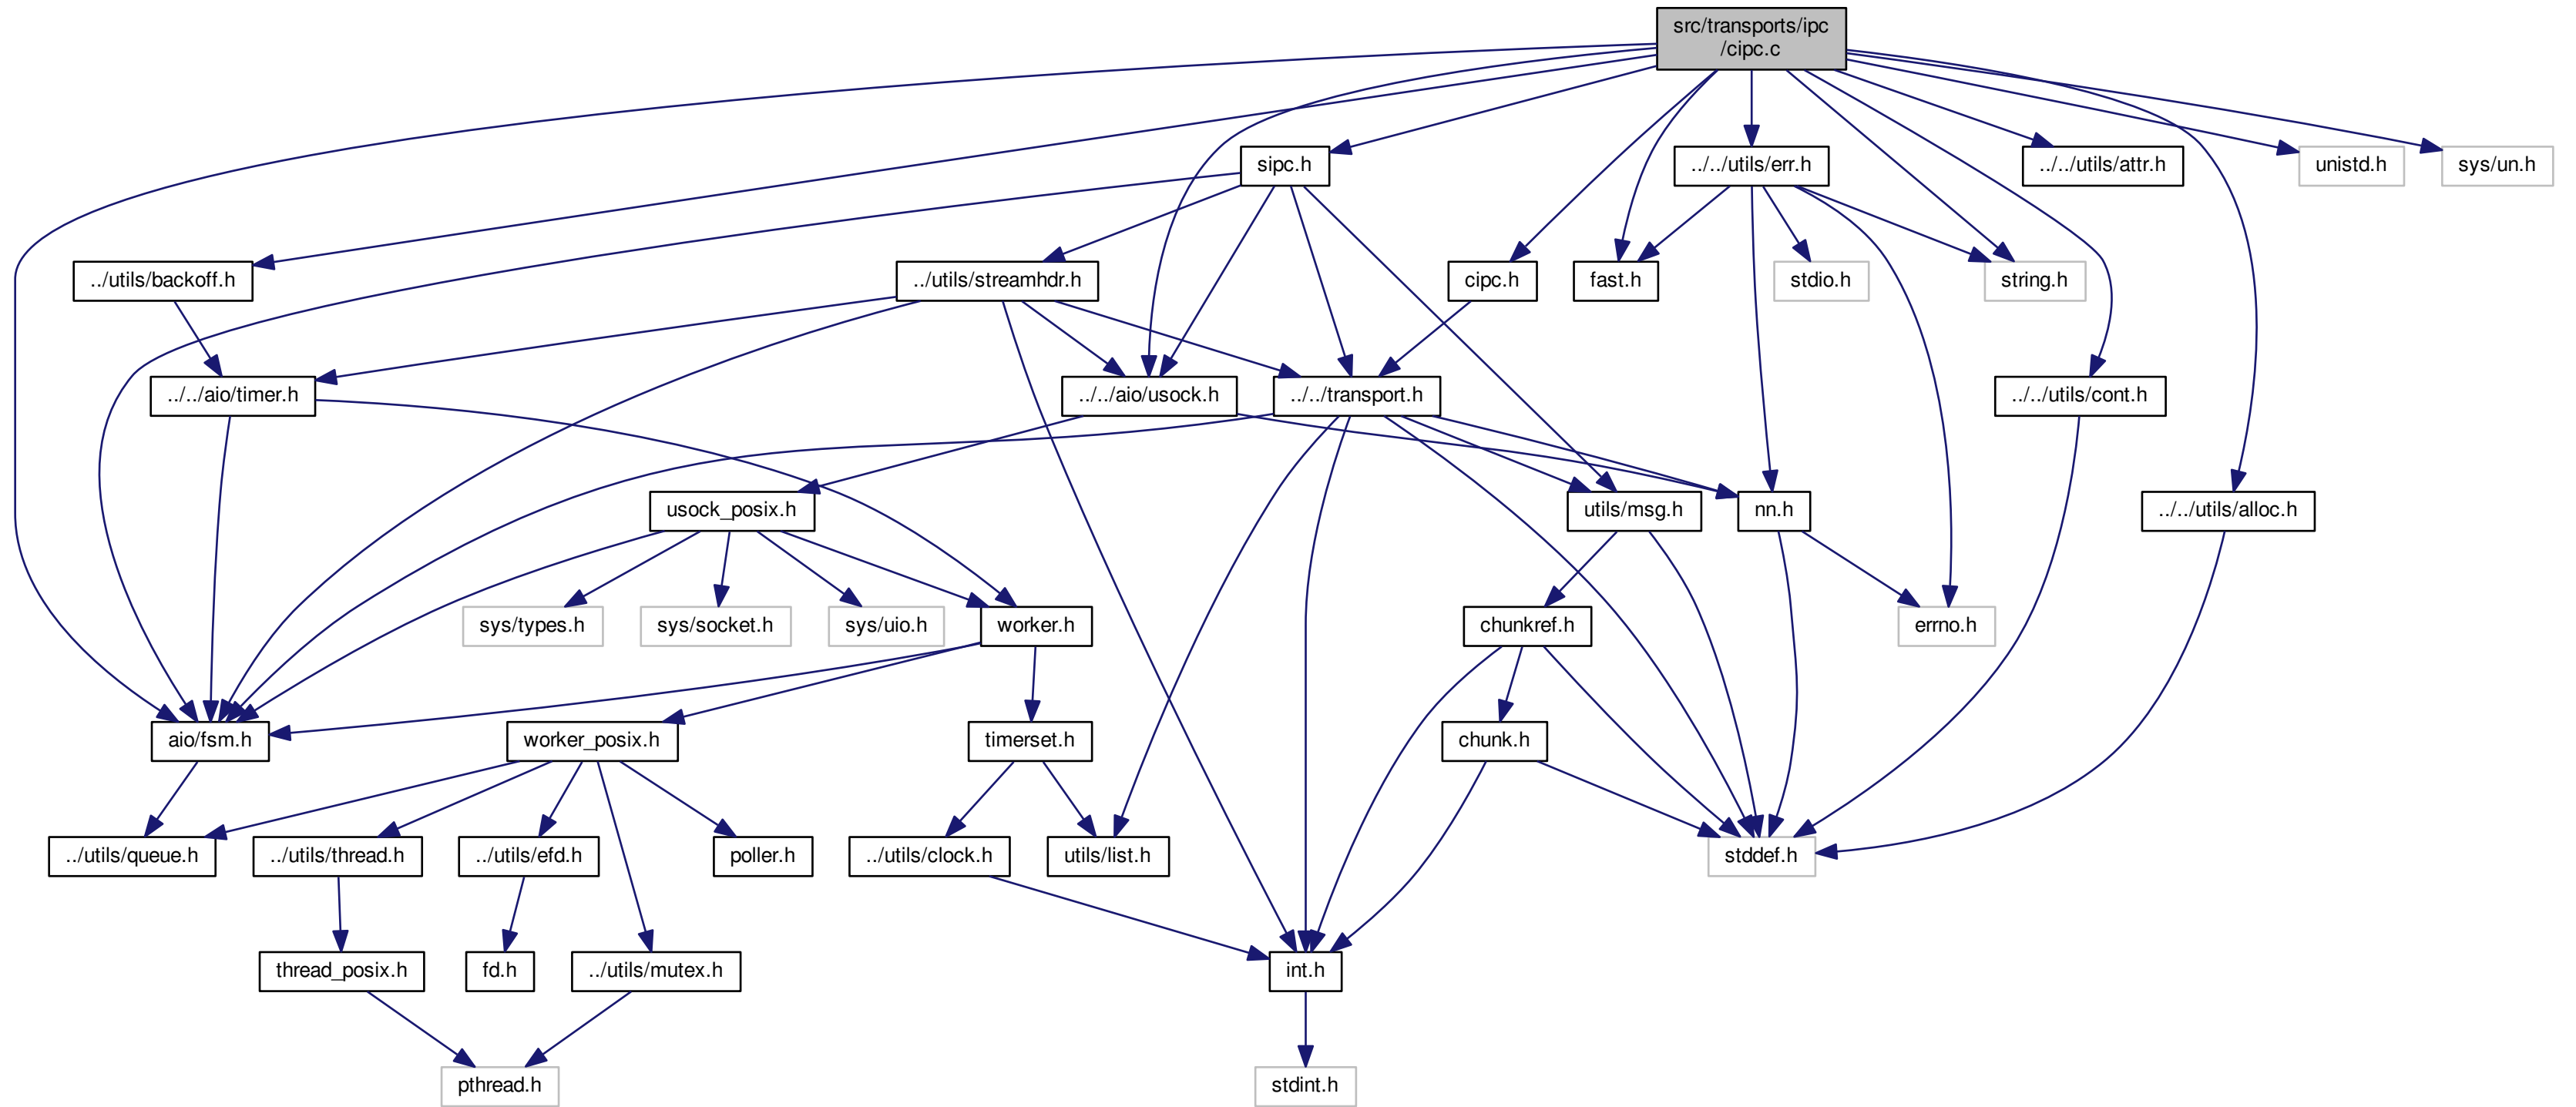 src/transports/ipc
/cipc.c
sipc.h
../../utils/err.h
../../utils/attr.h
unistd.h
sys/un.h
../utils/backoff.h
../utils/streamhdr.h
cipc.h
fast.h
stdio.h
string.h
../../aio/timer.h
../../aio/usock.h
../../transport.h
../../utils/cont.h
usock_posix.h
utils/msg.h
nn.h
../../utils/alloc.h
sys/types.h
sys/socket.h
sys/uio.h
worker.h
chunkref.h
errno.h
aio/fsm.h
worker_posix.h
timerset.h
chunk.h
../utils/queue.h
../utils/thread.h
../utils/efd.h
poller.h
../utils/clock.h
utils/list.h
stddef.h
thread_posix.h
fd.h
../utils/mutex.h
int.h
pthread.h
stdint.h